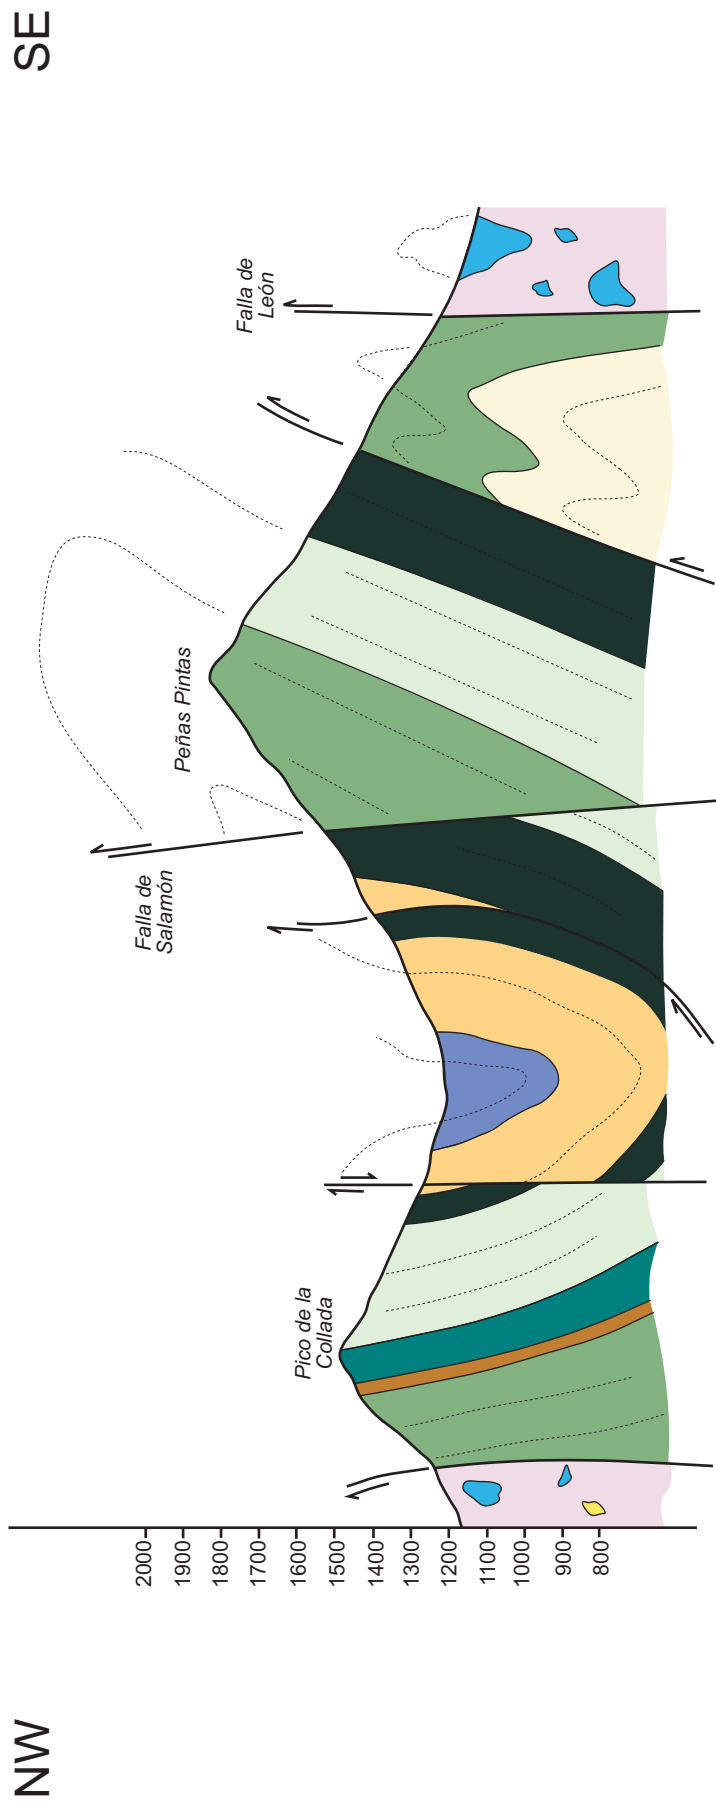 NW
SE
Pico de la
Collada
Falla de
Salamón
Peñas Pintas
Falla de
León
2000
1900
1800
1700
1600
1500
1400
1300
1200
1100
1000
900
800